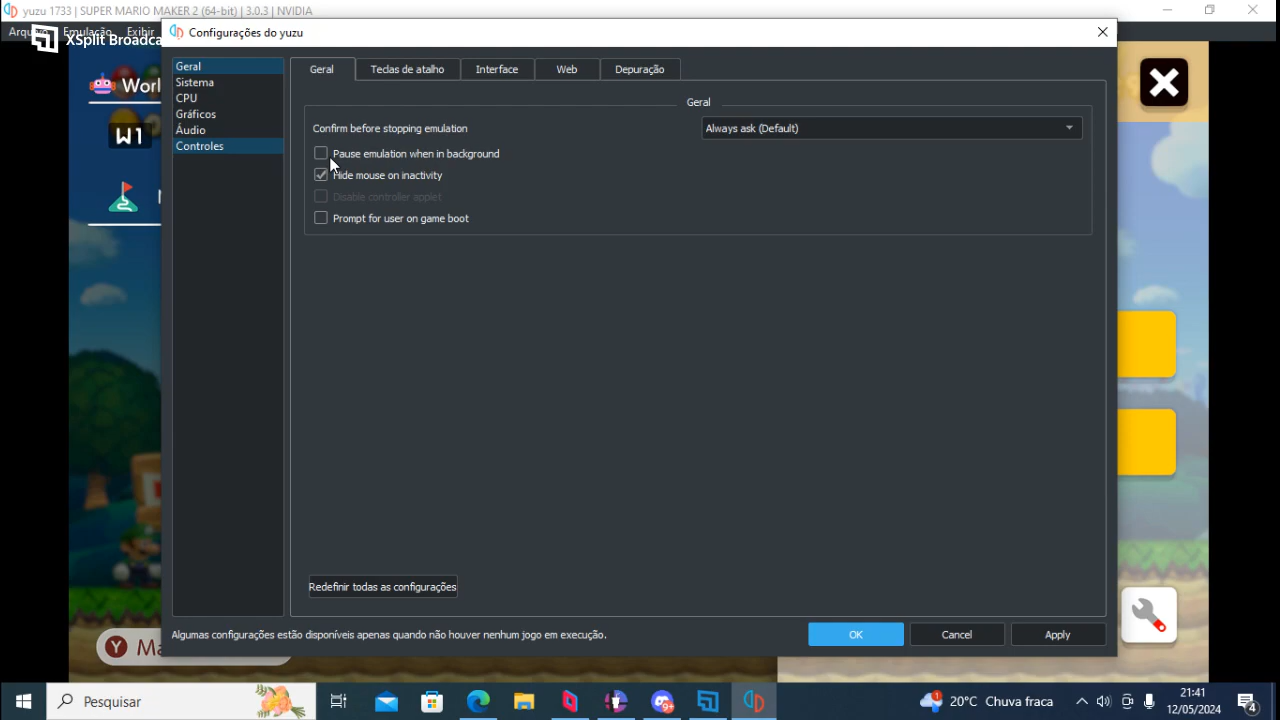 yuzu 1733 | SUPER MARIO MAKER 2 (64-bit) | 3.0.3 | NVIDIA
Emulação Exibir
XSplit Broadca
Configurações do yuzu
Worl
W1
Geral
Sistema
CPU
Gráficos
Áudio
Controles
Geral Teclas de atalho Interface Web Depuração
Geral
Confirm before stopping emulation Always ask (Default)
Pause emulation when in background
Hide mouse on inactivity
Disable controller applet
Prompt for user on game boot
Redefinir todas as configurações
Algumas configurações estão disponíveis apenas quando não houver nenhum jogo em execução.
OK Cancel Apply
Y Ma
Pesquisar
9+
1
20°C Chuva fraca
21:41
12/05/2024
4